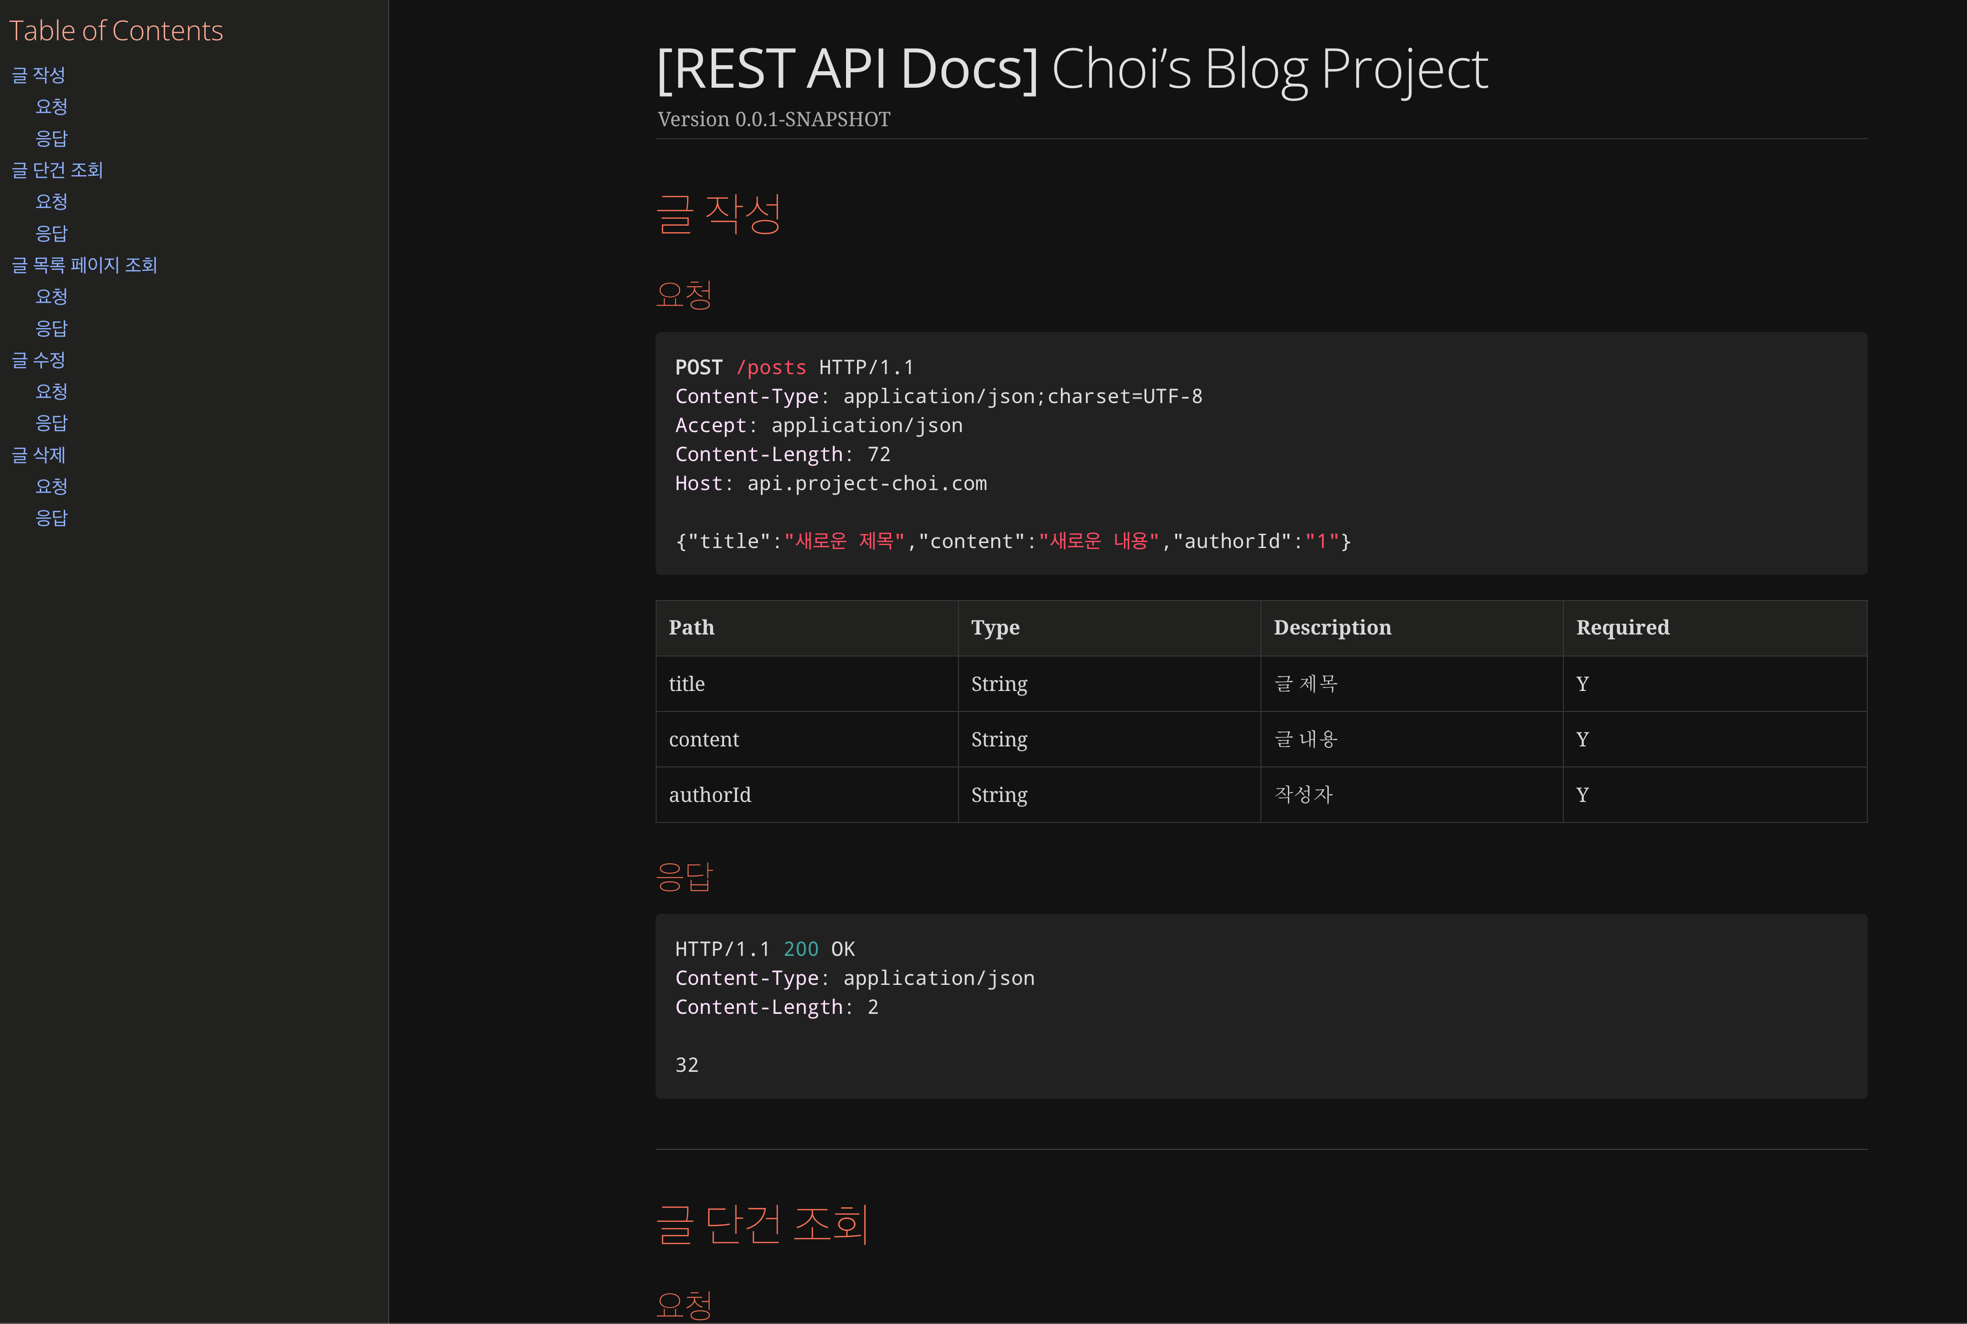 Table of Contents
글 작성
요청
응답
글 단건 조회
요청
응답
글 목록 페이지 조회
요청
응답
글 수정
요청
응답
글 삭제
요청
응답
[REST API Docs] Choi’s Blog Project
Version 0.0.1-SNAPSHOT
글 작성
요청
POST /posts HTTP/1.1
Content-Type: application/json;charset=UTF-8
Accept: application/json
Content-Length: 72
Host: api.project-choi.com
{"title":"새로운 제목","content":"새로운 내용","authorId":"1"}
Path Type Description Required
title String 글 제목 Y
content String 글 내용 Y
authorId String 작성자 Y
응답
HTTP/1.1 200 OK
Content-Type: application/json
Content-Length: 2
32
글 단건 조회
요청